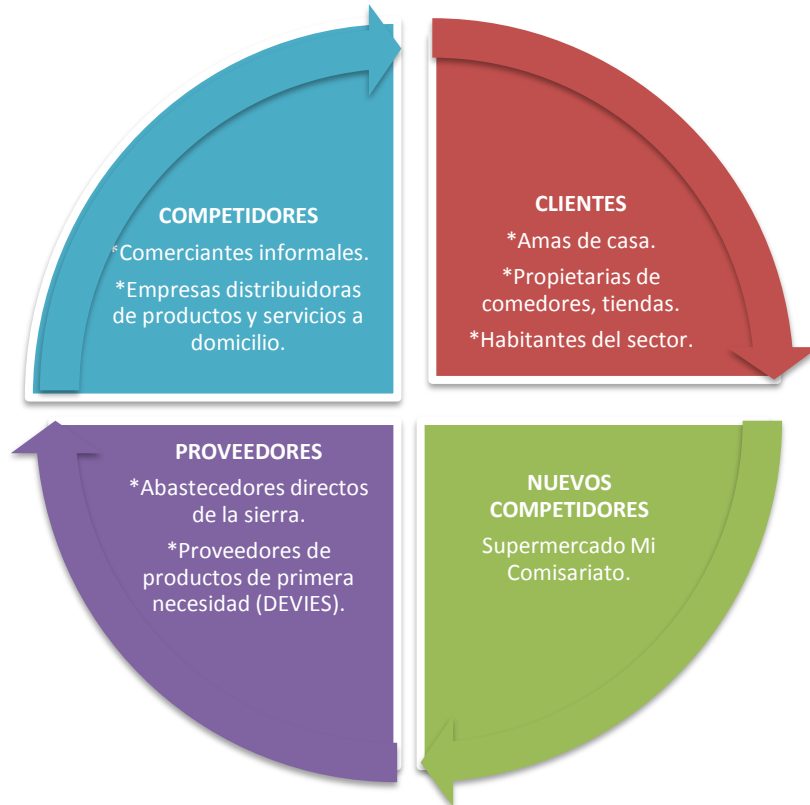 COMPETIDORES
*Comerciantes informales.
*Empresas distribuidoras
de productos y servicios a
domicilio.
CLIENTES
*Amas de casa.
*Propietarias de
comedores, tiendas.
*Habitantes del sector.
PROVEEDORES
*Abastecedores directos
de la sierra.
*Proveedores de
productos de primera
necesidad (DEVIES).
NUEVOS
COMPETIDORES
Supermercado Mi
Comisariato.